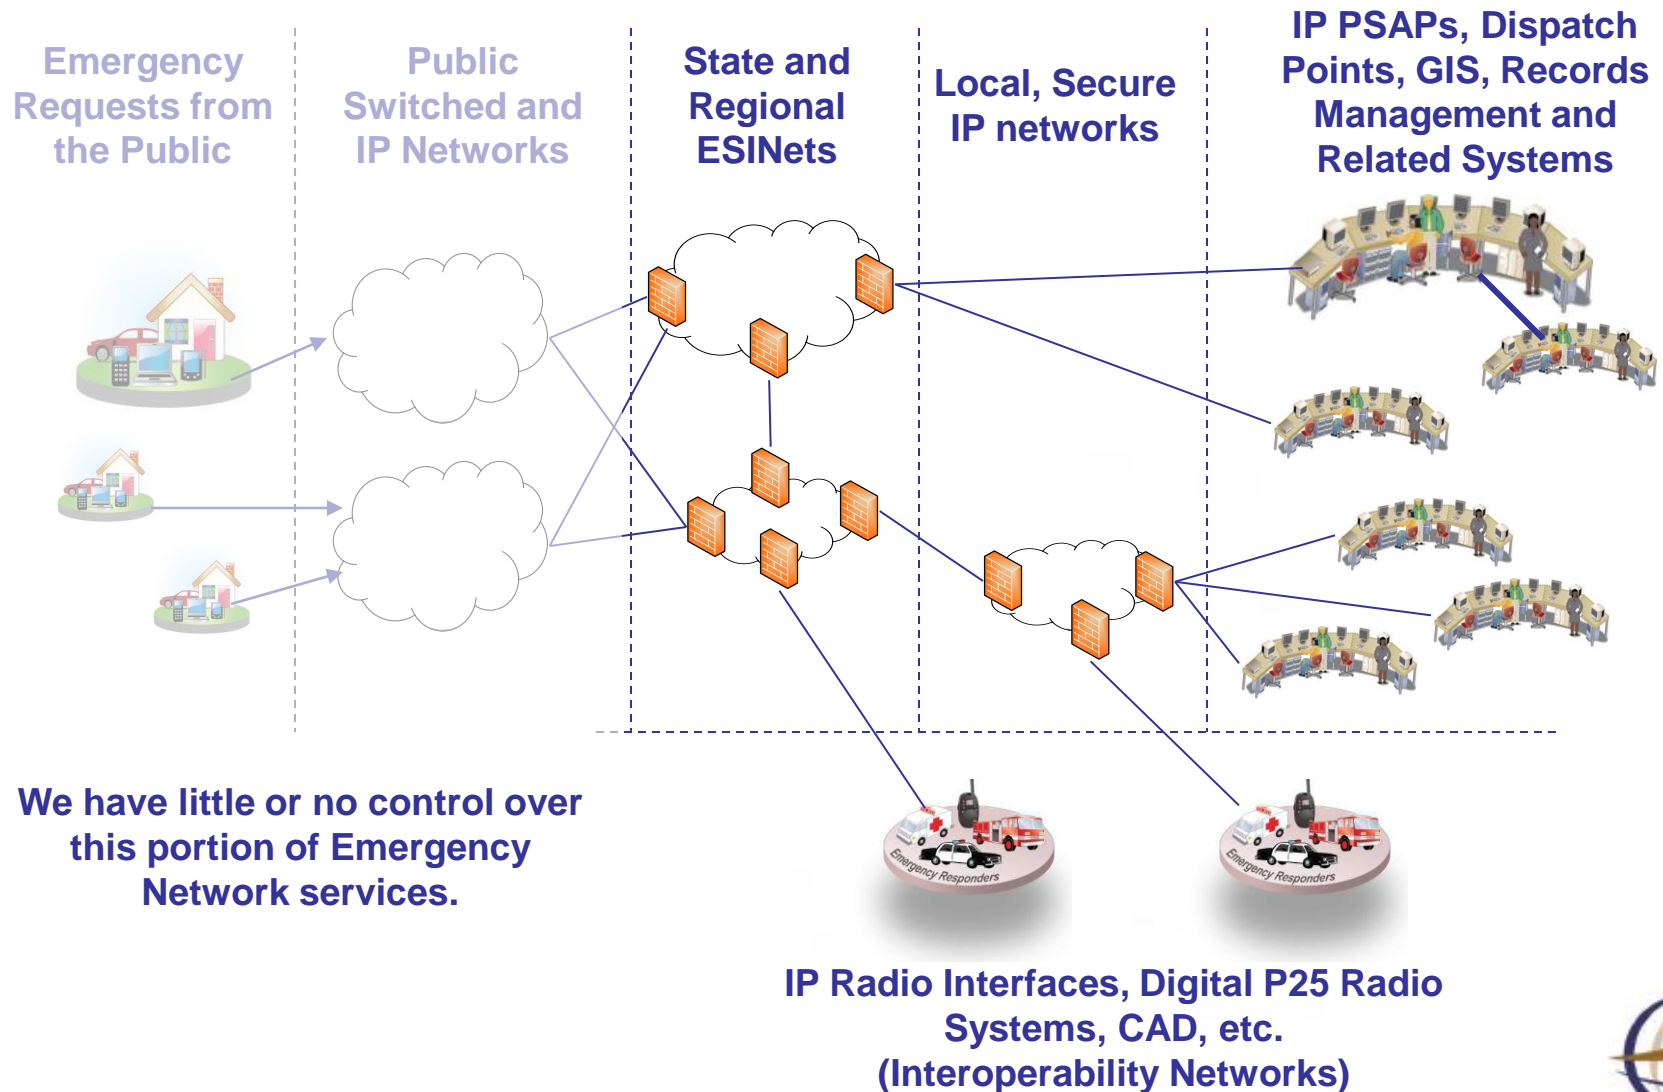 Emergency
Requests from
the Public
Public
Switched and
IP Networks
State and
Regional
ESINets
Local, Secure
IP networks
IP PSAPs, Dispatch
Points, GIS, Records
Management and
Related Systems
We have little or no control over
this portion of Emergency
Network services.
Emergency Responders
Emergency Responders
IP Radio Interfaces, Digital P25 Radio
Systems, CAD, etc.
(Interoperability Networks)